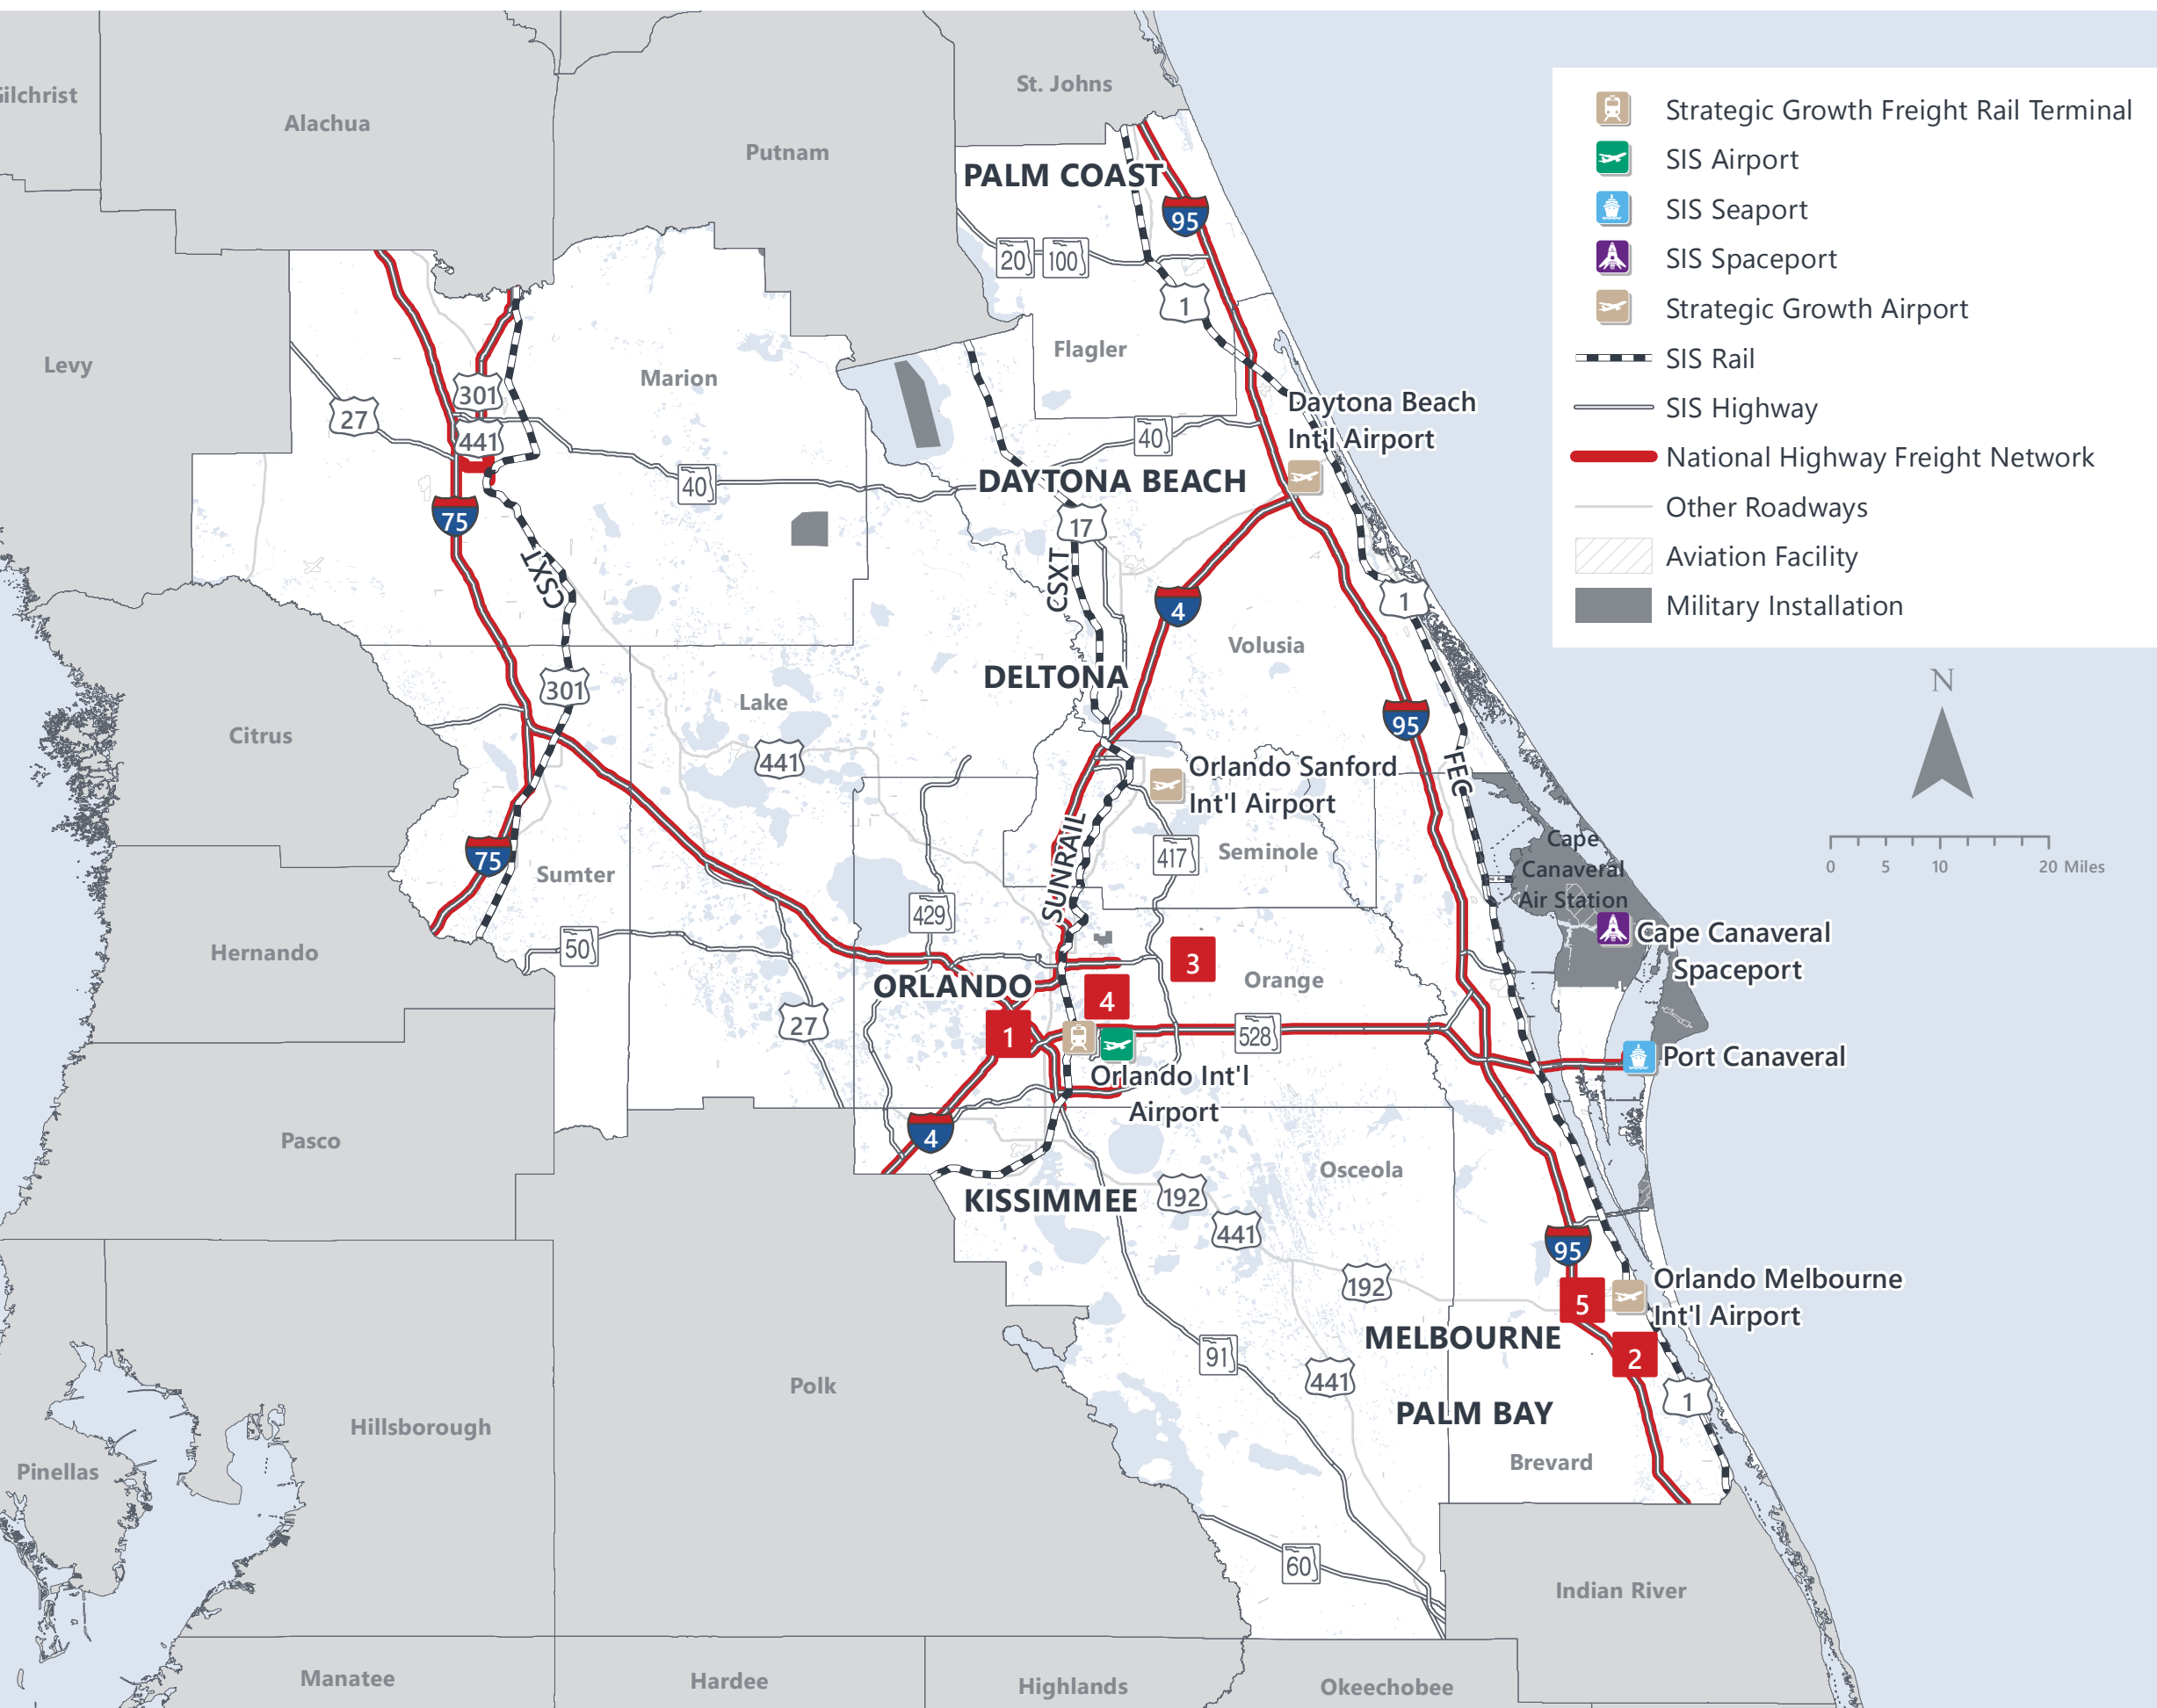 St. Johns
Gilchrist
Alachua
Putnam
PALM COAST
95
20
100
1
Levy
Flagler
Marion
301
27
441
Daytona Beach
Int'l Airport
40
DAYTONA BEACH
40
75
17
CSXT
CSXT
4
1
Volusia
DELTONA
301
Lake
Citrus
95
441
Orlando Sanford
Int'l Airport
FEC
Cape
Canaveral
Air Station
75
SUNRAIL
417
Seminole
Sumter
429
50
Hernando
Cape Canaveral
Spaceport
3
ORLANDO
4
Orange
27
1
528
Port Canaveral
Orlando Int'l
Airport
4
Pasco
Osceola
KISSIMMEE
192
441
95
192
Orlando Melbourne
Int'l Airport
5
MELBOURNE
2
91
441
1
Polk
PALM BAY
Hillsborough
Brevard
Pinellas
60
Indian River
Manatee
Hardee
Highlands
Okeechobee
Strategic Growth Freight Rail Terminal
SIS Airport
SIS Seaport
SIS Spaceport
Strategic Growth Airport
SIS Rail
SIS Highway
National Highway Freight Network
Other Roadways
Aviation Facility
Military Installation
N
0 5 10 20 Miles